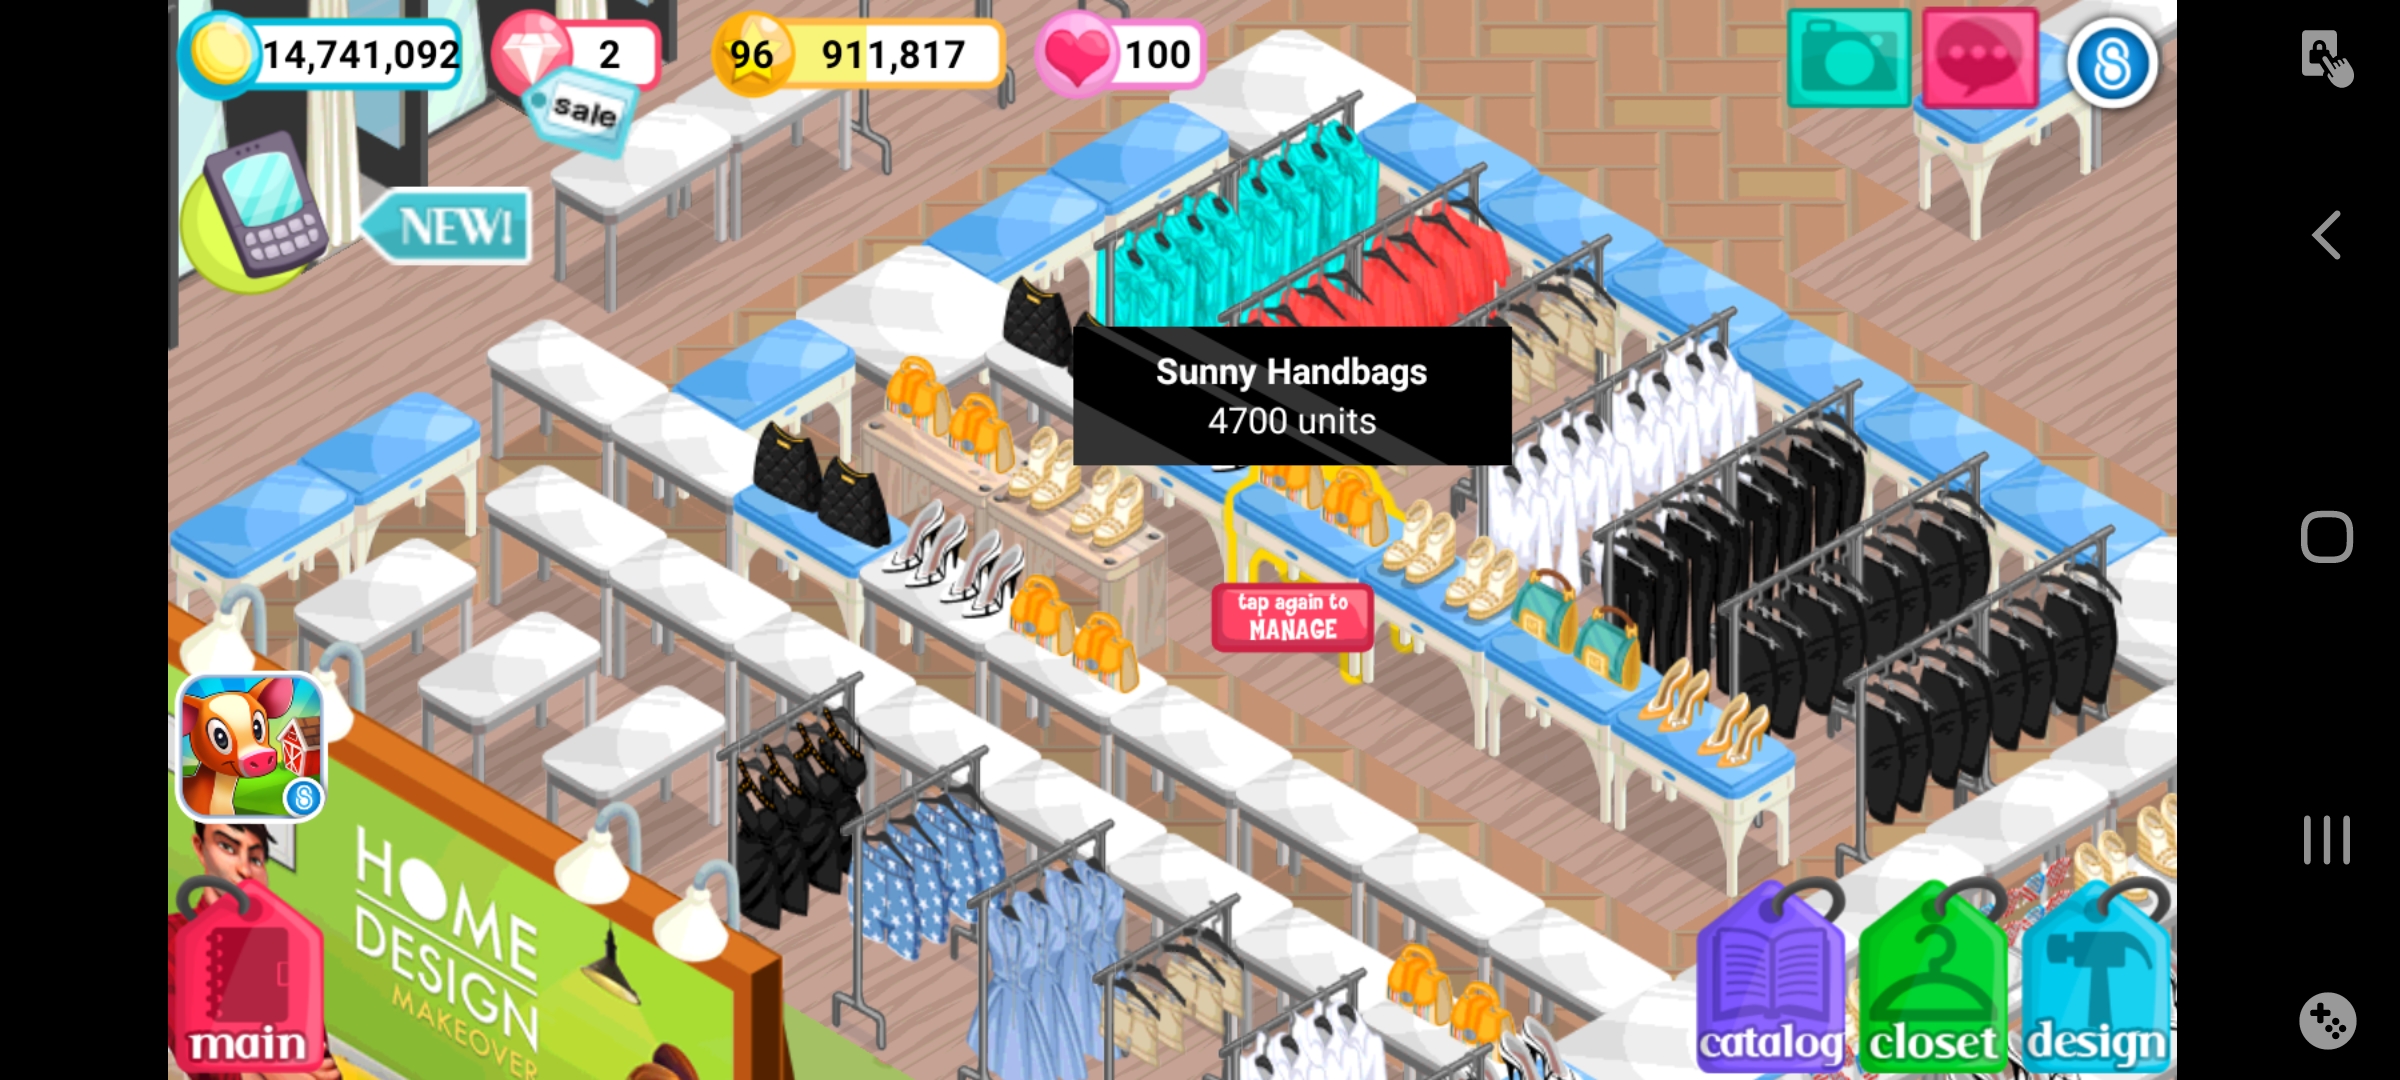 14,741,092
2
96
911,817
100
sale
NEW!
Sunny Handbags
4700 units
tap again to
MANAGE
HOME
DESIGN
MAKEOVER
main
catalog
closet
design